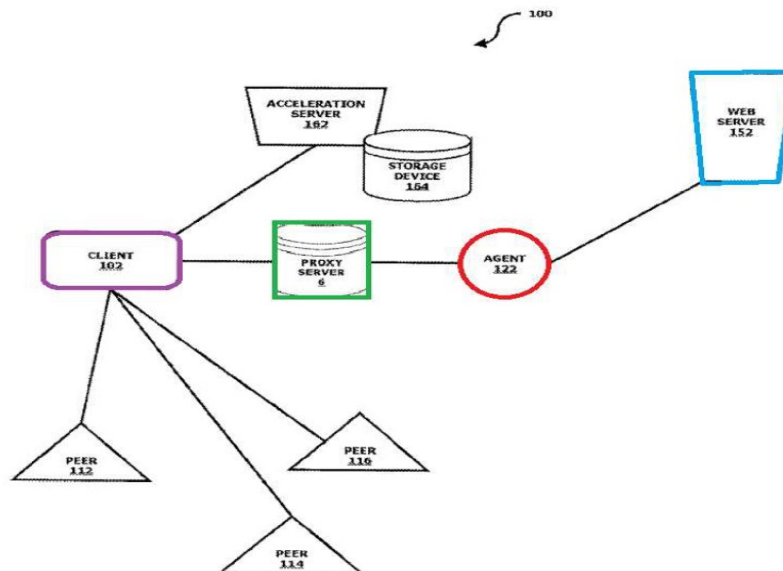 100
ACCELERATION
SERVER
162
WEB
SERVER
152
STORAGE
DEVICE
164
CLIENT
102
PROXY
SERVER
6
AGENT
122
PEER
112
PEER
116
PEER
114